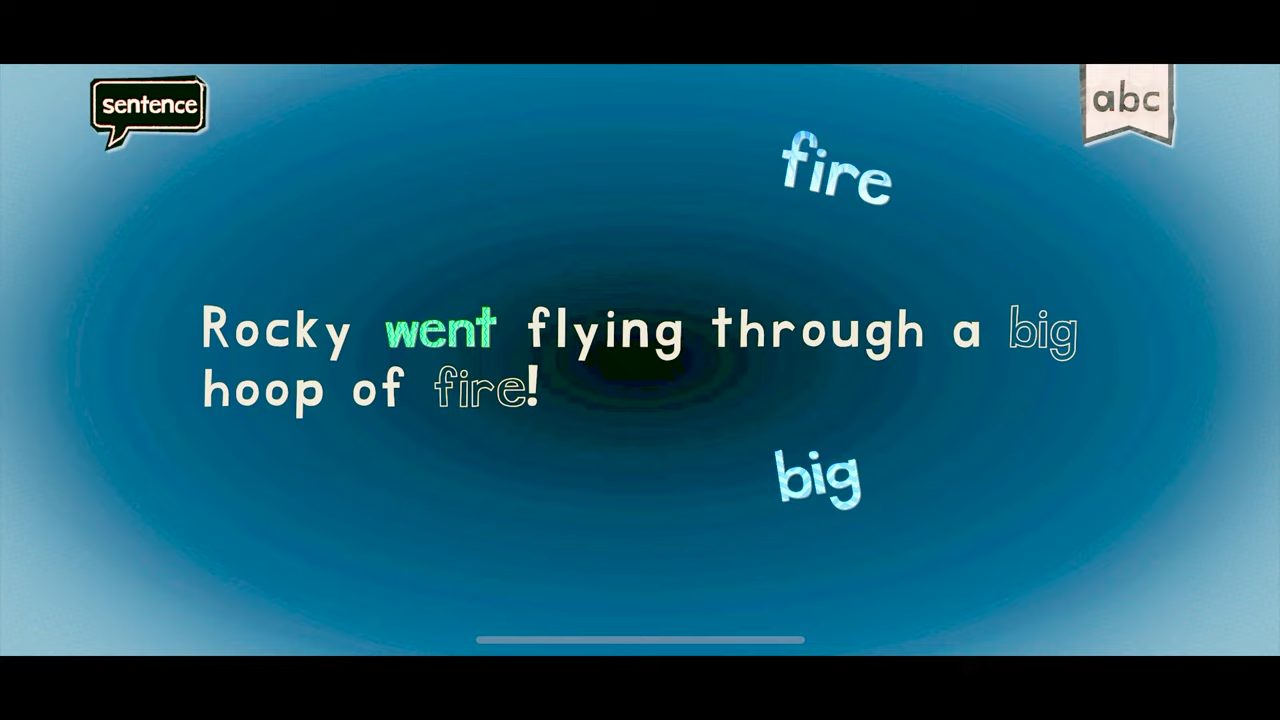 sentence
abc
fire
Rocky went flying through a big
hoop of fire!
big